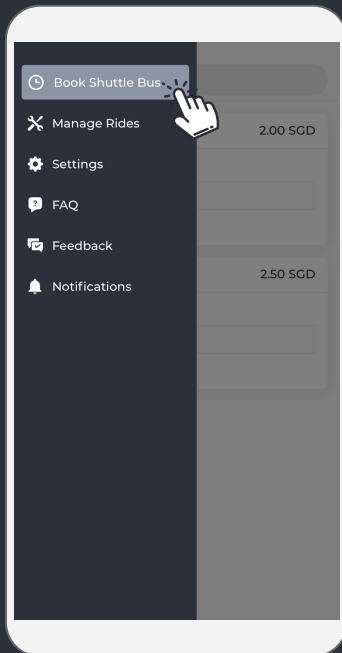 Book Shuttle Bus
Manage Rides
2.00 SGD
Settings
?
FAQ
Feedback
2.50 SGD
Notifications